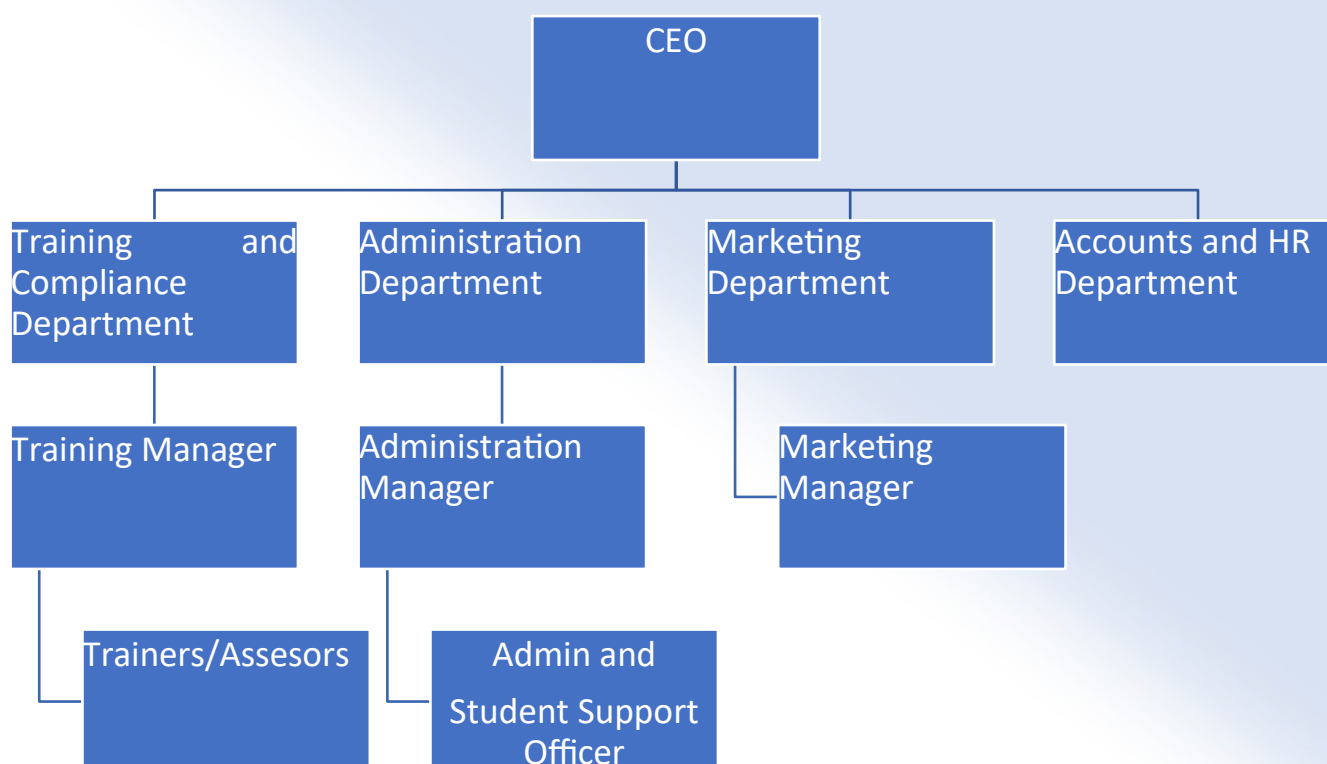 CEO
Training and
Compliance
Department
Administration
Department
Marketing
Department
Accounts and HR
Department
Training Manager
Administration
Manager
Marketing
Manager
Trainers/Assesors
Admin and
Student Support
Officer